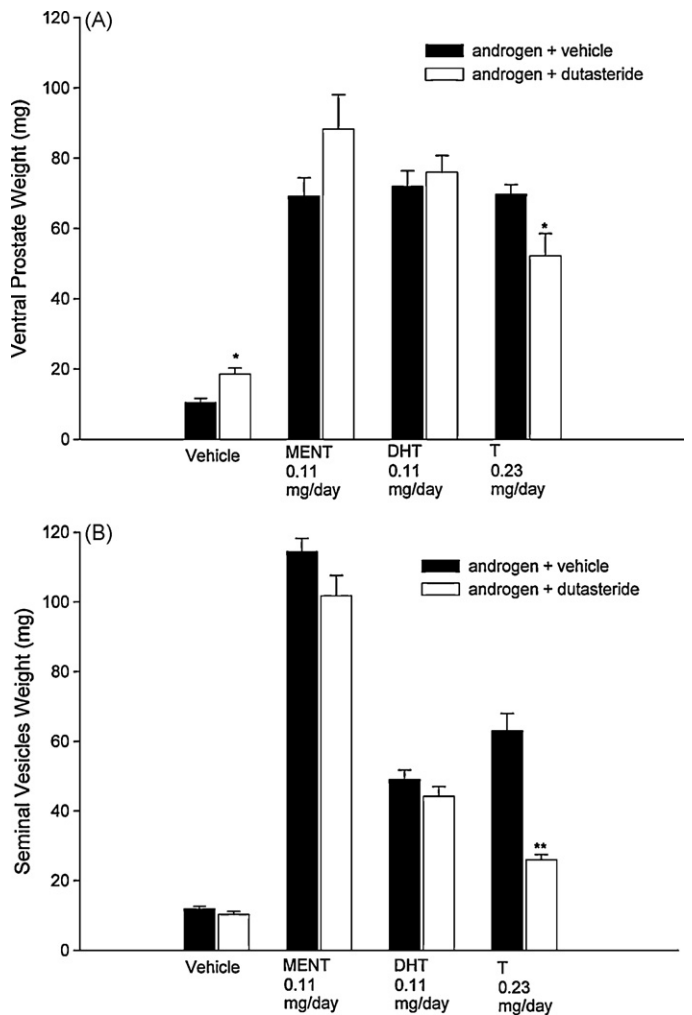 (A)
120
100
80
60
40
20
0
Ventral Prostate Weight (mg)
androgen + vehicle
androgen + dutasteride
*
*
Vehicle
MENT
0.11
mg/day
DHT
0.11
mg/day
T
0.23
mg/day
(B)
120
100
80
60
40
20
0
Seminal Vesicles Weight (mg)
androgen + vehicle
androgen + dutasteride
**
Vehicle
MENT
0.11
mg/day
DHT
0.11
mg/day
T
0.23
mg/day